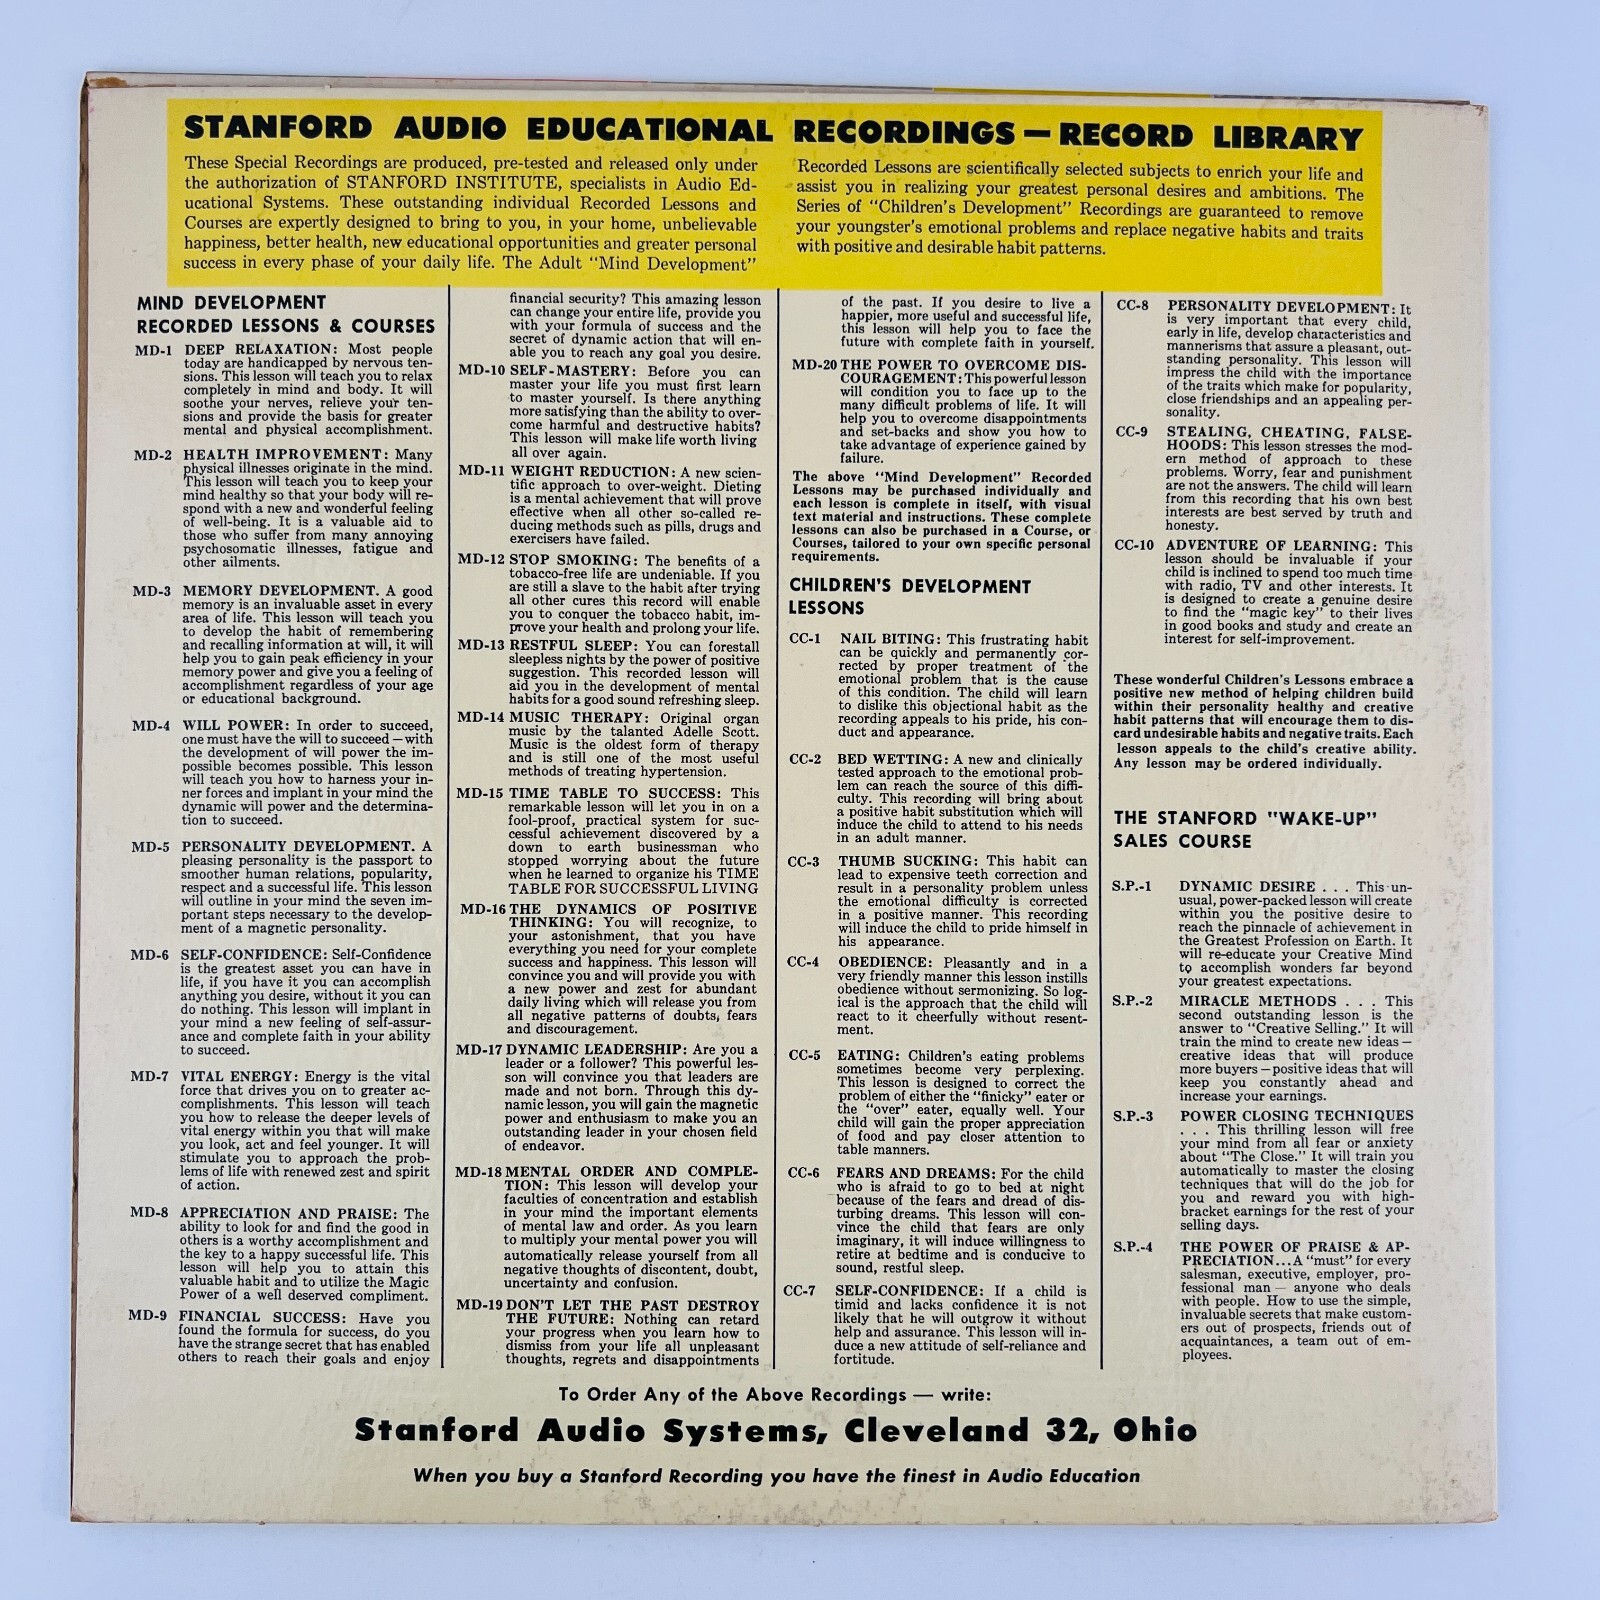 STANFORD AUDIO EDUCATIONAL RECORDINGS — RECORD LIBRARY
These Special Recordings are produced, pre-tested and released only under
the authorization of STANFORD INSTITUTE, specialists in Audio Ed-
ucational Systems. These outstanding individual Recorded Lessons and
Courses are expertly designed to bring to you, in your home, unbelievable
happiness, better health, new educational opportunities and greater personal
success in every phase of your daily life. The Adult "Mind Development"
Recorded Lessons are scientifically selected subjects to enrich your life and
assist you in realizing your greatest personal desires and ambitions. The
Series of "Children's Development" Recordings are guaranteed to remove
your youngster's emotional problems and replace negative habits and traits
with positive and desirable habit patterns.
MIND DEVELOPMENT
RECORDED LESSONS & COURSES
MD-1 DEEP RELAXATION: Most people
today are handicapped by nervous ten-
sions. This lesson will teach you to relax
completely in mind and body. It will
soothe your nerves, relieve your ten-
sions and provide the basis for greater
mental and physical accomplishment.
MD-2 HEALTH IMPROVEMENT: Many
physical illnesses originate in the mind.
This lesson will teach you to keep your
mind healthy so that your body will re-
spond with a new and wonderful feeling
of well-being. It is a valuable aid to
those who suffer from many annoying
psychosomatic illnesses, fatigue and
other ailments.
MD-3 MEMORY DEVELOPMENT. A good
memory is an invaluable asset in every
area of life. This lesson will teach you
to develop the habit of remembering
and recalling information at will, it will
help you to gain peak efficiency in your
memory power and give you a feeling of
accomplishment regardless of your age
or educational background.
MD-4 WILL POWER: In order to succeed,
one must have the will to succeed — with
the development of will power the im-
possible becomes possible. This lesson
will teach you how to harness your in-
ner forces and implant in your mind the
dynamic will power and the determina-
tion to succeed.
MD-5 PERSONALITY DEVELOPMENT. A
pleasing personality is the passport to
smoother human relations, popularity,
respect and a successful life. This lesson
will outline in your mind the seven im-
portant steps necessary to the develop-
ment of a magnetic personality.
MD-6 SELF-CONFIDENCE: Self-Confidence
is the greatest asset you can have in
life, if you have it you can accomplish
anything you desire, without it you can
do nothing. This lesson will implant in
your mind a new feeling of self-assur-
ance and complete faith in your ability
to succeed.
MD-7 VITAL ENERGY: Energy is the vital
force that drives you on to greater ac-
complishments. This lesson will teach
you how to release the deeper levels of
vital energy within you that will make
you look, act and feel younger. It will
stimulate you to approach the prob-
lems of life with renewed zest and spirit
of action.
MD-8 APPRECIATION AND PRAISE: The
ability to look for and find the good in
others is a worthy accomplishment and
the key to a happy successful life. This
lesson will help you to attain this
valuable habit and to utilize the Magic
Power of a well deserved compliment.
MD-9 FINANCIAL SUCCESS: Have you
found the formula for success, do you
have the strange secret that has enabled
others to reach their goals and enjoy
financial security? This amazing lesson
can change your entire life, provide you
with your formula of success and the
secret of dynamic action that will en-
able you to reach any goal you desire.
MD-10 SELF-MASTERY: Before you can
master your life you must first learn
to master yourself. Is there anything
more satisfying than the ability to over-
come harmful and destructive habits?
This lesson will make life worth living
all over again.
MD-11 WEIGHT REDUCTION: A new scien-
tific approach to over-weight. Dieting
is a mental achievement that will prove
effective when all other so-called re-
ducing methods such as pills, drugs and
exercisers have failed.
MD-12 STOP SMOKING: The benefits of a
tobacco-free life are undeniable. If you
are still a slave to the habit after trying
all other cures this record will enable
you to conquer the tobacco habit, im-
prove your health and prolong your life.
MD-13 RESTFUL SLEEP: You can forestall
sleepless nights by the power of positive
suggestion. This recorded lesson will
aid you in the development of mental
habits for a good sound refreshing sleep.
MD-14 MUSIC THERAPY: Original organ
music by the talanted Adelle Scott.
Music is the oldest form of therapy
and is still one of the most useful
methods of treating hypertension.
MD-15 TIME TABLE TO SUCCESS: This
remarkable lesson will let you in on a
fool-proof, practical system for suc-
cessful achievement discovered by a
down to earth businessman who
stopped worrying about the future
when he learned to organize his TIME
TABLE FOR SUCCESSFUL LIVING
MD-16 THE DYNAMICS OF POSITIVE
THINKING: You will recognize, to
your astonishment, that you have
everything you need for your complete
success and happiness. This lesson will
convince you and will provide you with
a new power and zest for abundant
daily living which will release you from
all negative patterns of doubts, fears
and discouragement.
MD-17 DYNAMIC LEADERSHIP: Are you a
leader or a follower? This powerful les-
son will convince you that leaders are
made and not born. Through this dy-
namic lesson, you will gain the magnetic
power and enthusiasm to make you an
outstanding leader in your chosen field
of endeavor.
MD-18 MENTAL ORDER AND COMPLE-
TION: This lesson will develop your
faculties of concentration and establish
in your mind the important elements
of mental law and order. As you learn
to multiply your mental power you will
automatically release yourself from all
negative thoughts of discontent, doubt,
uncertainty and confusion.
MD-19 DON'T LET THE PAST DESTROY
THE FUTURE: Nothing can retard
your progress when you learn how to
dismiss from your life all unpleasant
thoughts, regrets and disappointments
of the past. If you desire to live a
happier, more useful and successful life,
this lesson will help you to face the
future with complete faith in yourself.
MD-20 THE POWER TO OVERCOME DIS-
COURAGEMENT: This powerful lesson
will condition you to face up to the
many difficult problems of life. It will
help you to overcome disappointments
and set-backs and show you how to
take advantage of experience gained by
failure.
The above "Mind Development" Recorded
Lessons may be purchased individually and
each lesson is complete in itself, with visual
text material and instructions. These complete
lessons can also be purchased in a Course, or
Courses, tailored to your own specific personal
requirements.
CHILDREN'S DEVELOPMENT
LESSONS
CC-1 NAIL BITING: This frustrating habit
can be quickly and permanently cor-
rected by proper treatment of the
emotional problem that is the cause
of this condition. The child will learn
to dislike this objectional habit as the
recording appeals to his pride, his con-
duct and appearance.
CC-2 BED WETTING: A new and clinically
tested approach to the emotional prob-
lem can reach the source of this diffi-
culty. This recording will bring about
a positive habit substitution which will
induce the child to attend to his needs
in an adult manner.
CC-3 THUMB SUCKING: This habit can
lead to expensive teeth correction and
result in a personality problem unless
the emotional difficulty is corrected
in a positive manner. This recording
will induce the child to pride himself in
his appearance.
CC-4 OBEDIENCE: Pleasantly and in a
very friendly manner this lesson instills
obedience without sermonizing. So log-
ical is the approach that the child will
react to it cheerfully without resent-
ment.
CC-5 EATING: Children's eating problems
sometimes become very perplexing.
This lesson is designed to correct the
problem of either the "finicky" eater or
the "over" eater, equally well. Your
child will gain the proper appreciation
of food and pay closer attention to
table manners.
CC-6 FEARS AND DREAMS: For the child
who is afraid to go to bed at night
because of the fears and dread of dis-
turbing dreams. This lesson will con-
vince the child that fears are only
imaginary, it will induce willingness to
retire at bedtime and is conducive to
sound, restful sleep.
CC-7 SELF-CONFIDENCE: If a child is
timid and lacks confidence it is not
likely that he will outgrow it without
help and assurance. This lesson will in-
duce a new attitude of self-reliance and
fortitude.
CC-8 PERSONALITY DEVELOPMENT: It
is very important that every child,
early in life, develop characteristics and
mannerisms that assure a pleasant, out-
standing personality. This lesson will
impress the child with the importance
of the traits which make for popularity,
close friendships and an appealing per-
sonality.
CC-9 STEALING, CHEATING, FALSE-
HOODS: This lesson stresses the mod-
ern method of approach to these
problems. Worry, fear and punishment
are not the answers. The child will learn
from this recording that his own best
interests are best served by truth and
honesty.
CC-10 ADVENTURE OF LEARNING: This
lesson should be invaluable if your
child is inclined to spend too much time
with radio, TV and other interests. It
is designed to create a genuine desire
to find the "magic key" to their lives
in good books and study and create an
interest for self-improvement.
These wonderful Children's Lessons embrace a
positive new method of helping children build
within their personality healthy and creative
habit patterns that will encourage them to dis-
card undesirable habits and negative traits. Each
lesson appeals to the child's creative ability.
Any lesson may be ordered individually.
THE STANFORD "WAKE-UP"
SALES COURSE
S.P.-1 DYNAMIC DESIRE . . . This un-
usual, power-packed lesson will create
within you the positive desire to
reach the pinnacle of achievement in
the Greatest Profession on Earth. It
will re-educate your Creative Mind
to accomplish wonders far beyond
your greatest expectations.
S.P.-2 MIRACLE METHODS . . . This
second outstanding lesson is the
answer to "Creative Selling." It will
train the mind to create new ideas —
creative ideas that will produce
more buyers — positive ideas that will
keep you constantly ahead and
increase your earnings.
S.P.-3 POWER CLOSING TECHNIQUES
. . . This thrilling lesson will free
your mind from all fear or anxiety
about "The Close." It will train you
automatically to master the closing
techniques that will do the job for
you and reward you with high-
bracket earnings for the rest of your
selling days.
S.P.-4 THE POWER OF PRAISE & AP-
PRECIATION...A "must" for every
salesman, executive, employer, pro-
fessional man — anyone who deals
with people. How to use the simple,
invaluable secrets that make custom-
ers out of prospects, friends out of
acquaintances, a team out of em-
ployees.
To Order Any of the Above Recordings — write:
Stanford Audio Systems, Cleveland 32, Ohio
When you buy a Stanford Recording you have the finest in Audio Education